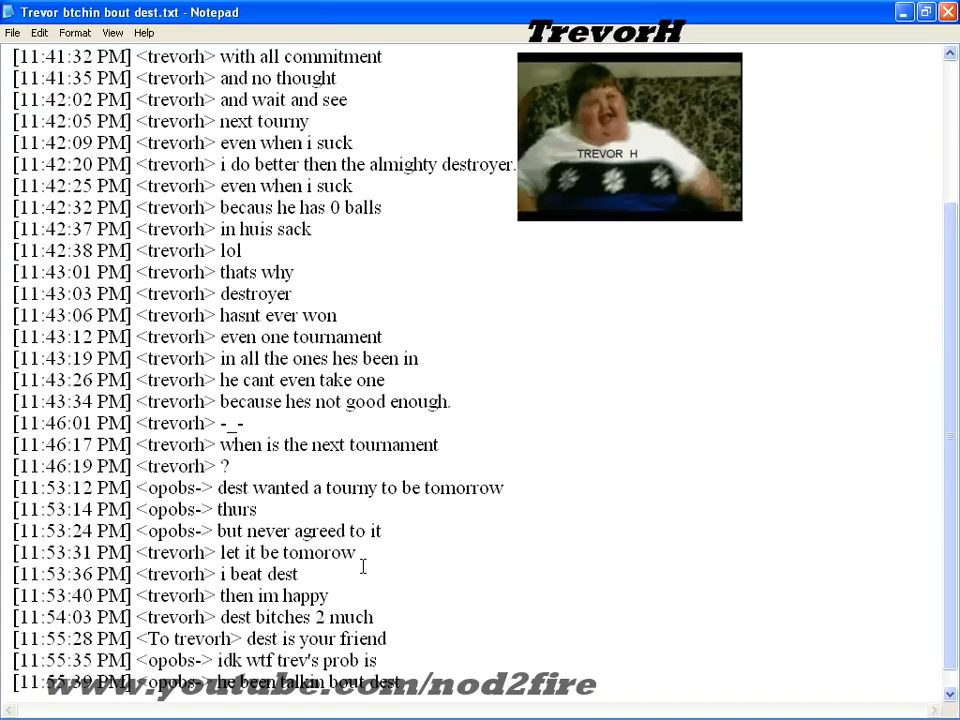 Trevor btchin bout dest.txt - Notepad
File Edit Format View Help
TrevorH
TREVOR H
[11:41:32 PM] <trevorh> with all commitment
[11:41:35 PM] <trevorh> and no thought
[11:42:02 PM] <trevorh> and wait and see
[11:42:05 PM] <trevorh> next tourny
[11:42:09 PM] <trevorh> even when i suck
[11:42:20 PM] <trevorh> i do better then the almighty destroyer.
[11:42:25 PM] <trevorh> even when i suck
[11:42:32 PM] <trevorh> becaus he has 0 balls
[11:42:37 PM] <trevorh> in huis sack
[11:42:38 PM] <trevorh> lol
[11:43:01 PM] <trevorh> thats why
[11:43:03 PM] <trevorh> destroyer
[11:43:06 PM] <trevorh> hasnt ever won
[11:43:12 PM] <trevorh> even one tournament
[11:43:19 PM] <trevorh> in all the ones hes been in
[11:43:26 PM] <trevorh> he cant even take one
[11:43:34 PM] <trevorh> because hes not good enough.
[11:46:01 PM] <trevorh> -_-
[11:46:17 PM] <trevorh> when is the next tournament
[11:46:19 PM] <trevorh> ?
[11:53:12 PM] <opobs-> dest wanted a tourny to be tomorrow
[11:53:14 PM] <opobs-> thurs
[11:53:24 PM] <opobs-> but never agreed to it
[11:53:31 PM] <trevorh> let it be tomorow
[11:53:36 PM] <trevorh> i beat dest
[11:53:40 PM] <trevorh> then im happy
[11:54:03 PM] <trevorh> dest bitches 2 much
[11:55:28 PM] <To trevorh> dest is your friend
[11:55:35 PM] <opobs-> idk wtf trev's prob is
[11:55:39 PM] <opobs-> he been talkin bout dest
www.youtube.com/nod2fire